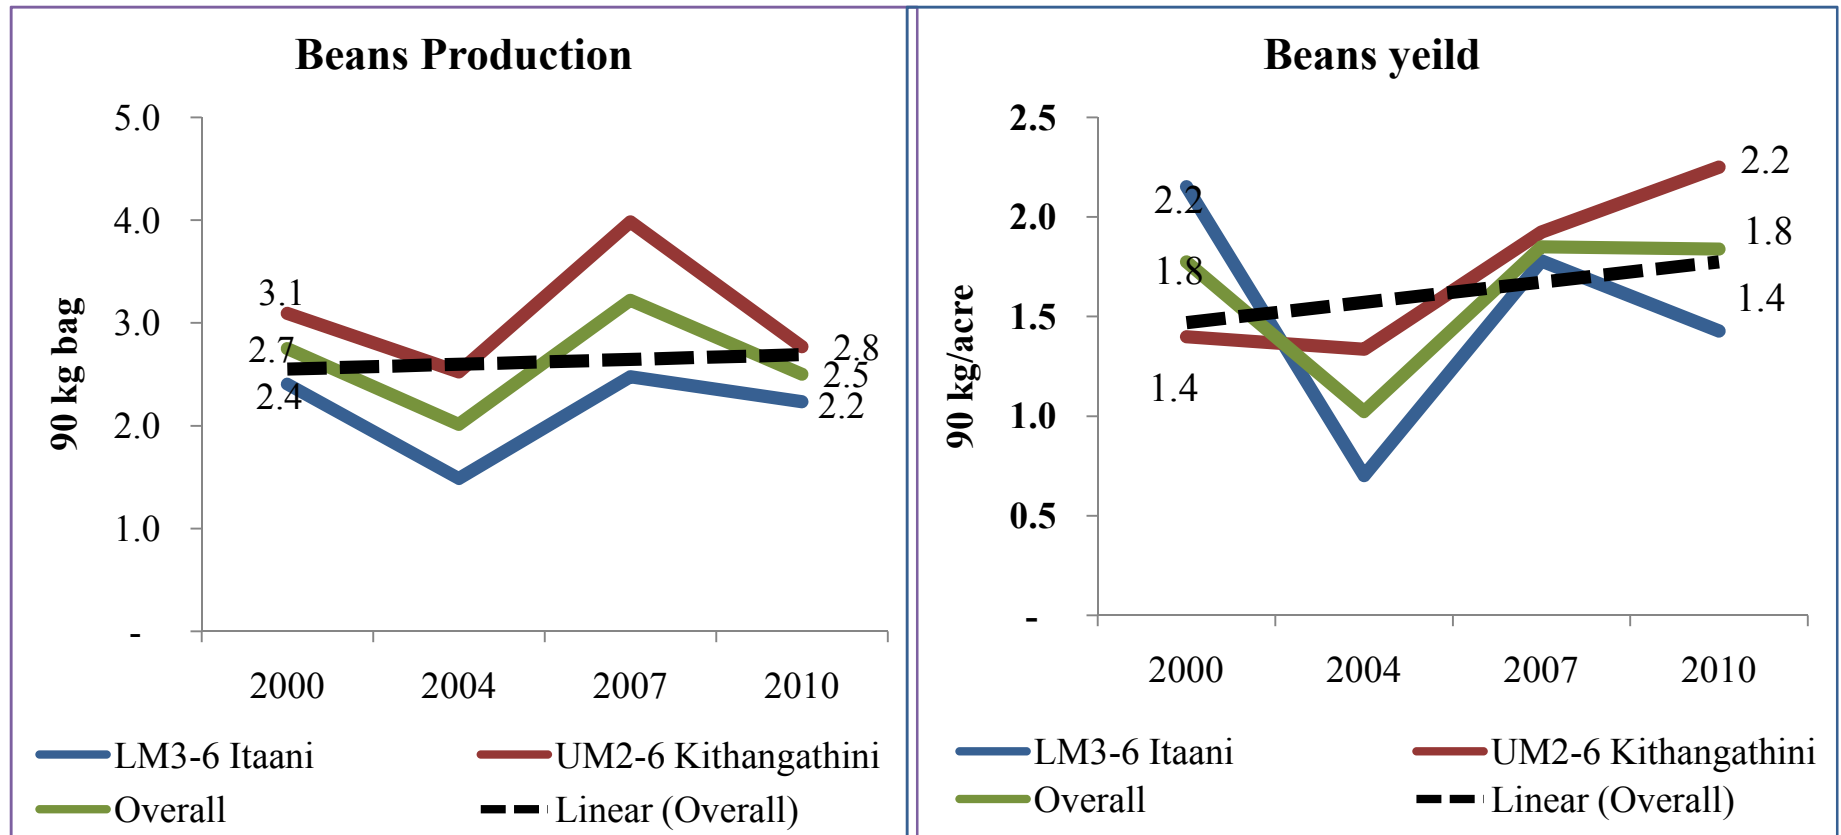 Beans Production
5.0
4.0
3.0
2.0
1.0
-
90 kg bag
3.1
2.7
2.4
2.8
2.5
2.2
2000 2004 2007 2010
LM3-6 Itaani UM2-6 Kithangathini
Overall Linear (Overall)
Beans yeild
2.5
2.0
1.5
1.0
0.5
-
90 kg/acre
2.2
1.8
1.4
2.2
1.8
1.4
2000 2004 2007 2010
LM3-6 Itaani UM2-6 Kithangathini
Overall Linear (Overall)